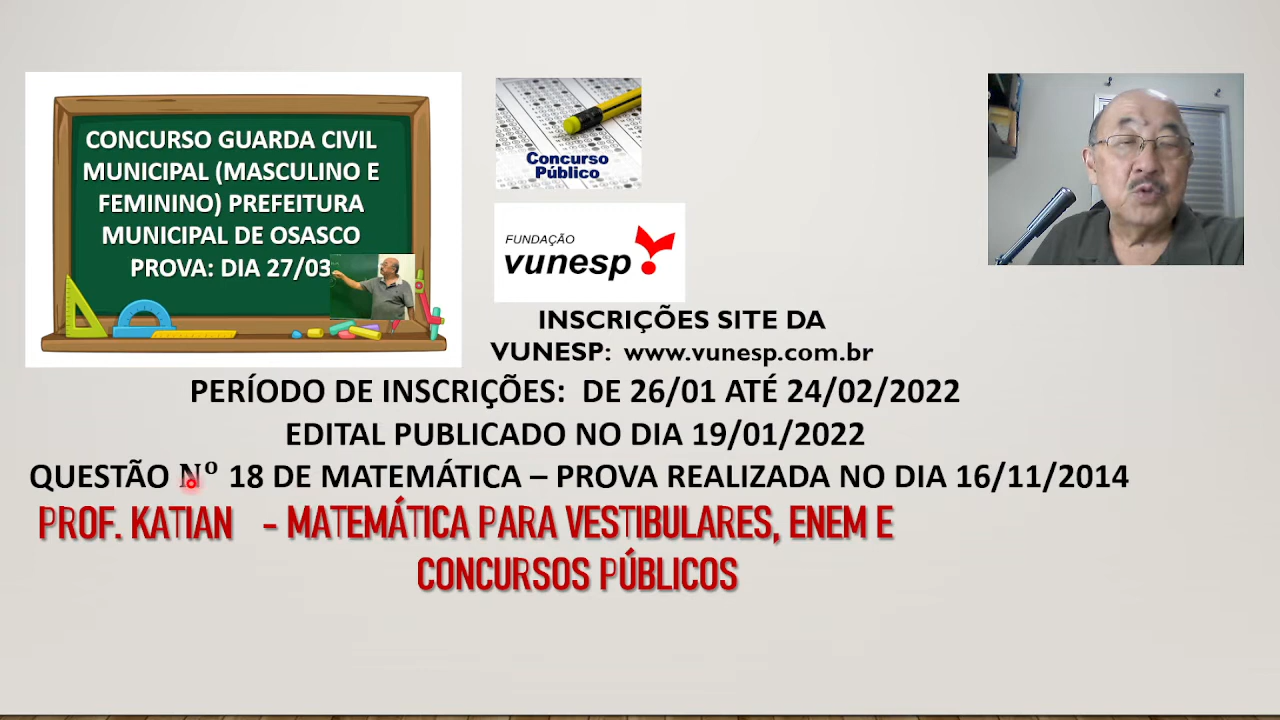 CONCURSO GUARDA CIVIL
MUNICIPAL (MASCULINO E
FEMININO) PREFEITURA
MUNICIPAL DE OSASCO
PROVA: DIA 27/03
Concurso
Público
FUNDAÇÃO
vunesp
INSCRIÇÕES SITE DA
VUNESP: www.vunesp.com.br
PERÍODO DE INSCRIÇÕES: DE 26/01 ATÉ 24/02/2022
EDITAL PUBLICADO NO DIA 19/01/2022
QUESTÃO Nº 18 DE MATEMÁTICA – PROVA REALIZADA NO DIA 16/11/2014
PROF. KATIAN - MATEMÁTICA PARA VESTIBULARES, ENEM E
CONCURSOS PÚBLICOS